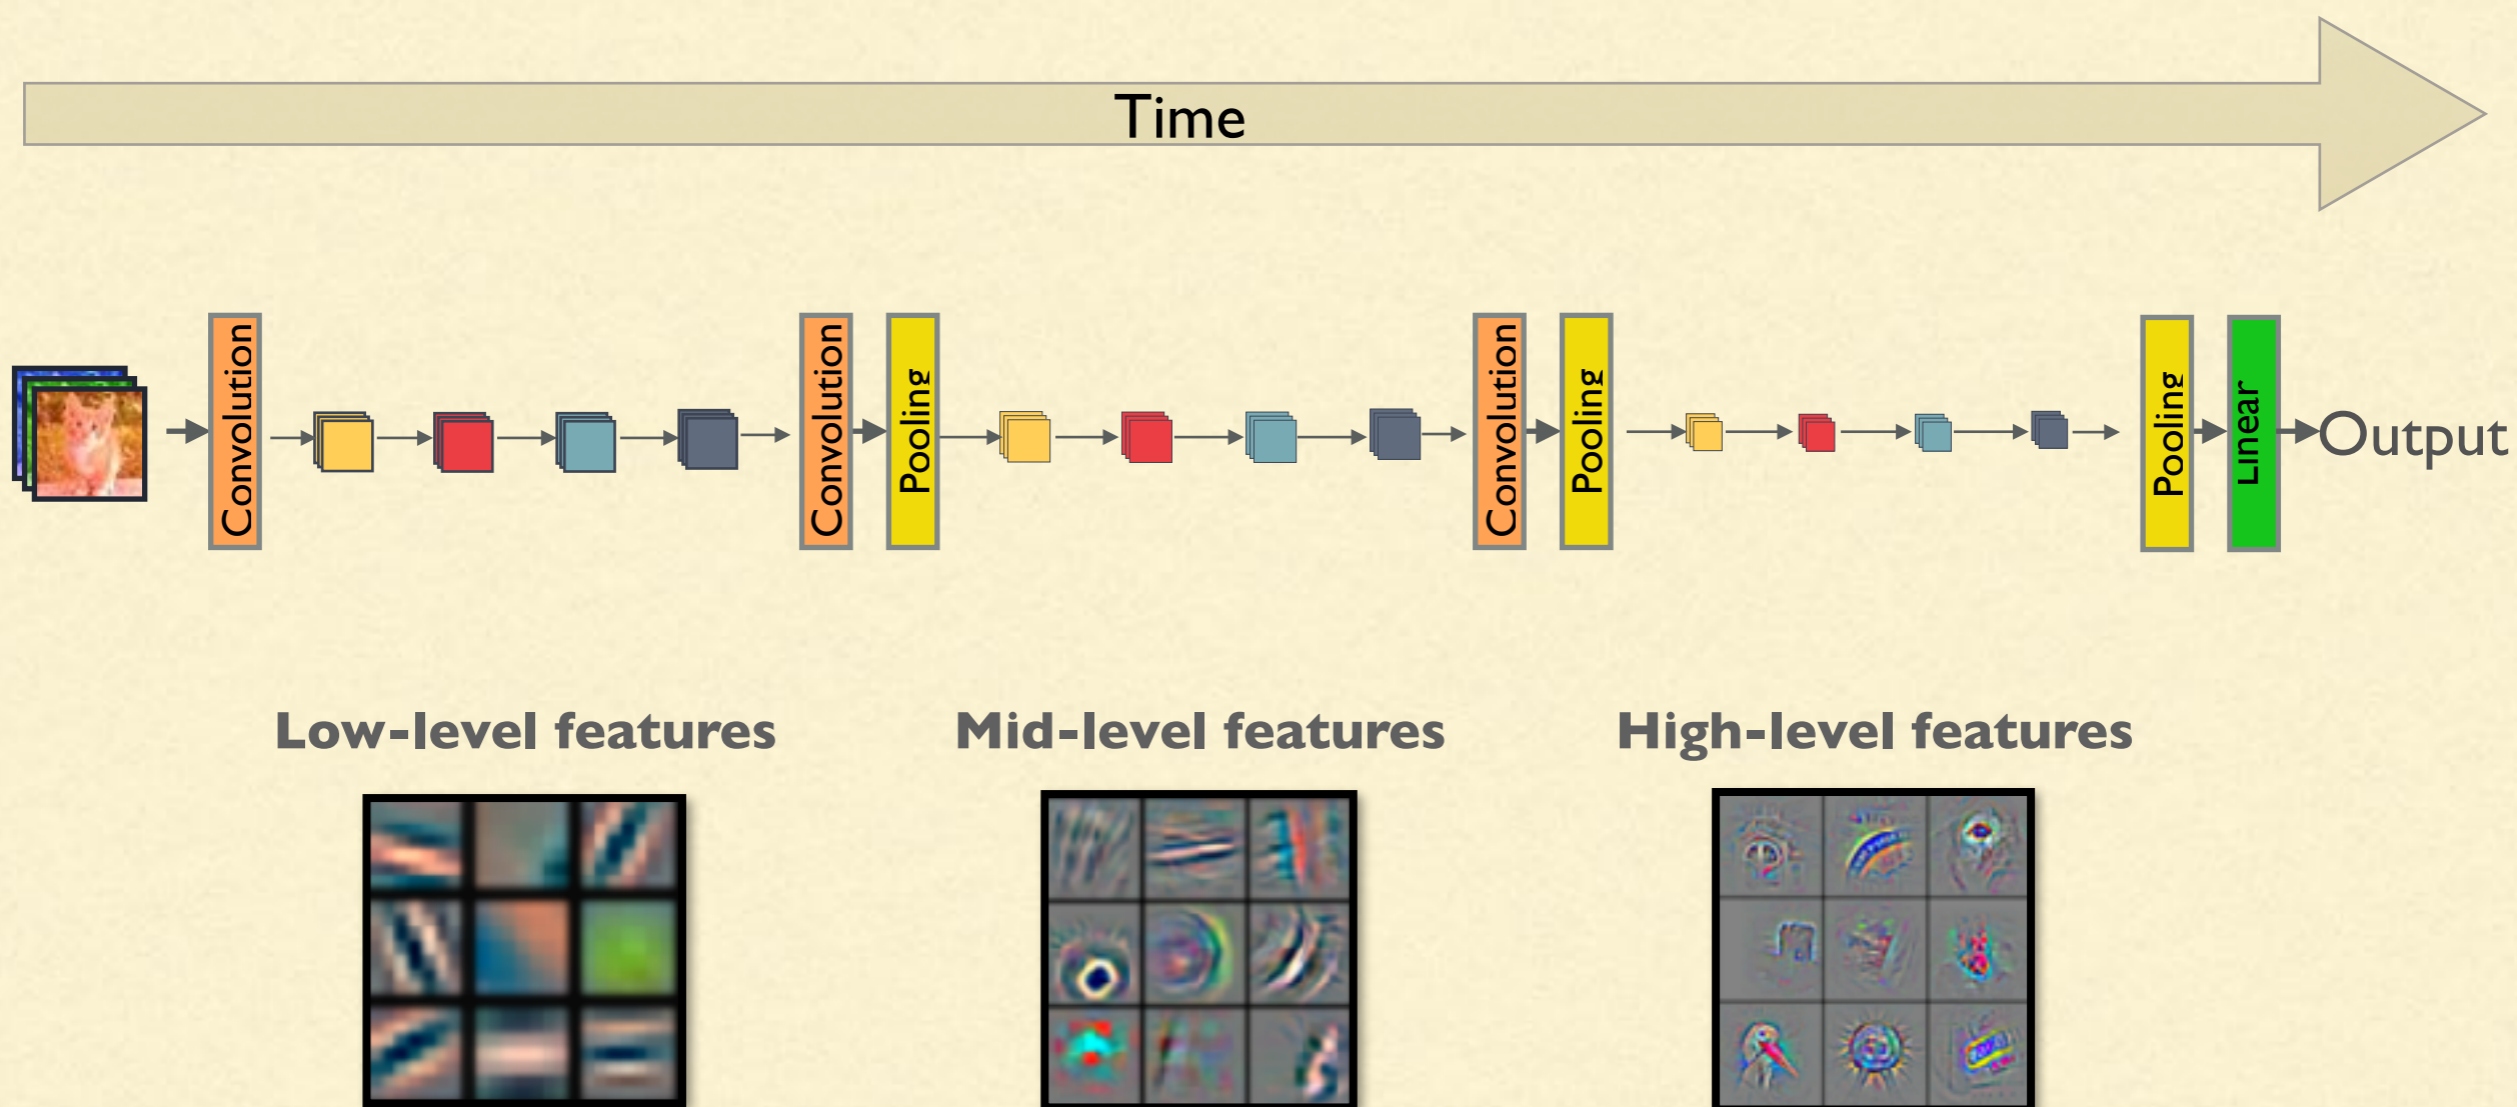 Time
Convolution
Convolution
Pooling
Convolution
Pooling
Pooling
Linear
Output
Low-level features
Mid-level features
High-level features